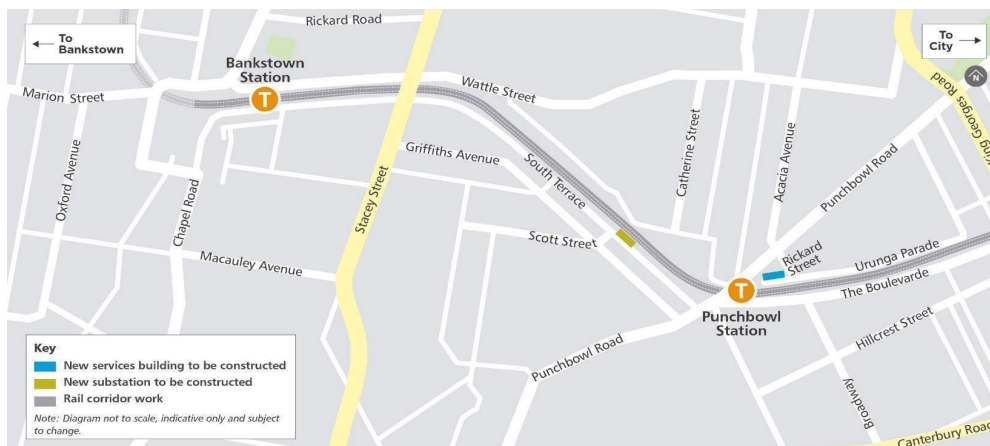 To
Bankstown
Rickard Road
To
City
Bankstown
Station
N
T
Marion Street
Wattle Street
King Georges Road
Griffiths Avenue
South Terrace
Catherine Street
Acacia Avenue
Punchbowl Road
Oxford Avenue
Chapel Road
Stacey Street
Scott Street
Macauley Avenue
Rickard
Street
Urunga Parade
The Boulevarde
T
Punchbowl
Station
Punchbowl Road
Hillcrest Street
Broadway
Canterbury Road
Key
New services building to be constructed
New substation to be constructed
Rail corridor work
Note: Diagram not to scale, indicative only and subject
to change.